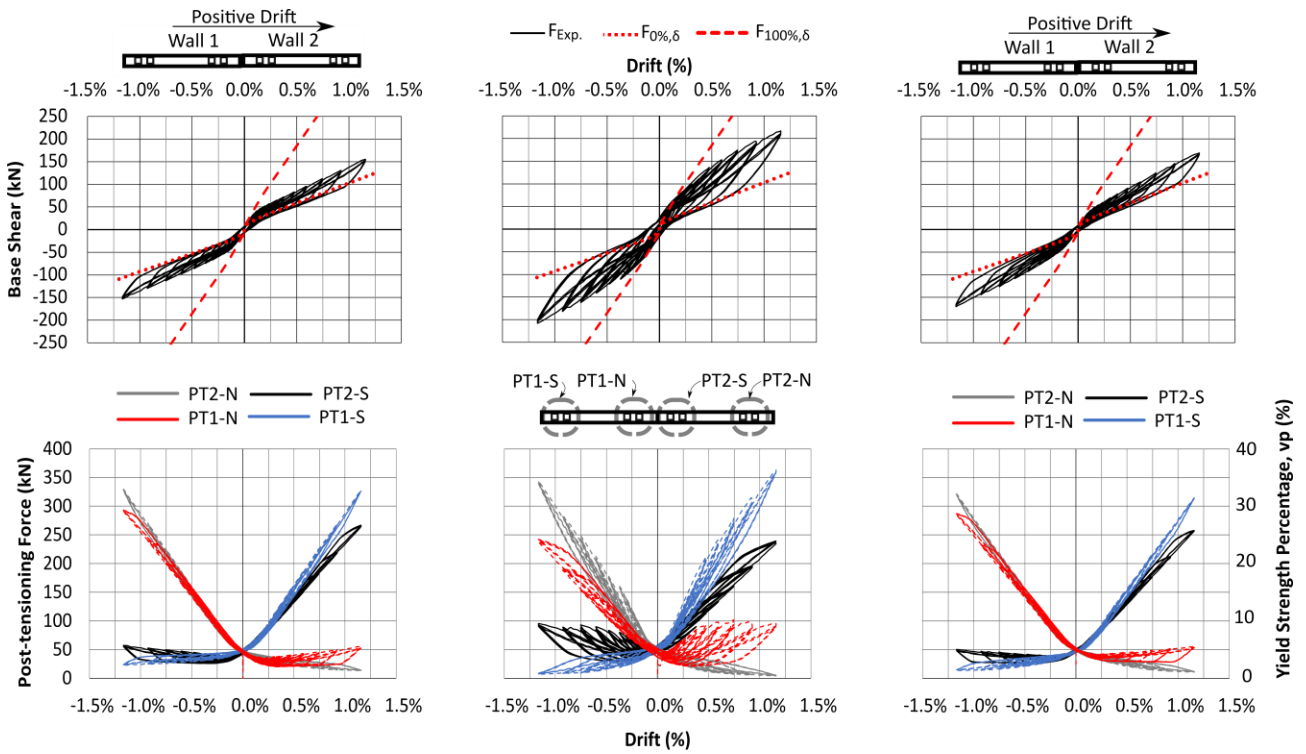 Positive Drift
Wall 1 Wall 2
F_Exp. F_0%,δ F_100%,δ
Drift (%)
Positive Drift
Wall 1 Wall 2
-1.5% -1.0% -0.5% 0.0% 0.5% 1.0% 1.5%
-1.5% -1.0% -0.5% 0.0% 0.5% 1.0% 1.5%
-1.5% -1.0% -0.5% 0.0% 0.5% 1.0% 1.5%
Base Shear (kN)
250
200
150
100
50
0
-50
-100
-150
-200
-250
PT2-N PT2-S
PT1-N PT1-S
PT1-S PT1-N PT2-S PT2-N
PT2-N PT2-S
PT1-N PT1-S
Post-tensioning Force (kN)
400
350
300
250
200
150
100
50
0
40
30
20
10
0
Yield Strength Percentage, vp (%)
-1.5% -1.0% -0.5% 0.0% 0.5% 1.0% 1.5%
-1.5% -1.0% -0.5% 0.0% 0.5% 1.0% 1.5%
-1.5% -1.0% -0.5% 0.0% 0.5% 1.0% 1.5%
Drift (%)